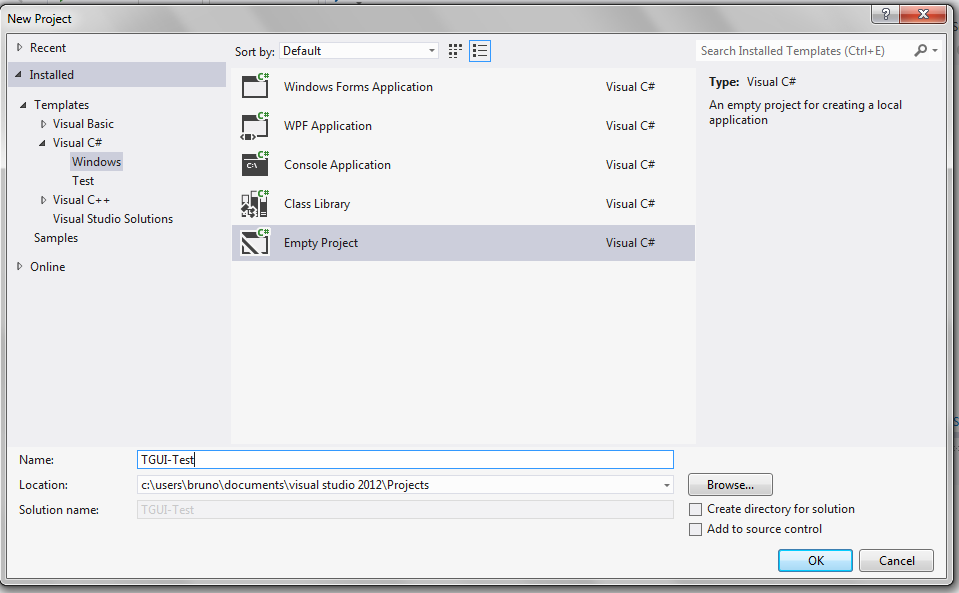 New Project
?
Recent
Installed
Templates
Visual Basic
Visual C#
Windows
Test
Visual C++
Visual Studio Solutions
Samples
Online
Sort by: Default
C# Windows Forms Application Visual C#
C# WPF Application Visual C#
C# C:\ Console Application Visual C#
C# Class Library Visual C#
C# Empty Project Visual C#
Search Installed Templates (Ctrl+E)
Type: Visual C#
An empty project for creating a local
application
Name: TGUI-Test
Location: c:\users\bruno\documents\visual studio 2012\Projects
Browse...
Solution name: TGUI-Test
Create directory for solution
Add to source control
OK Cancel